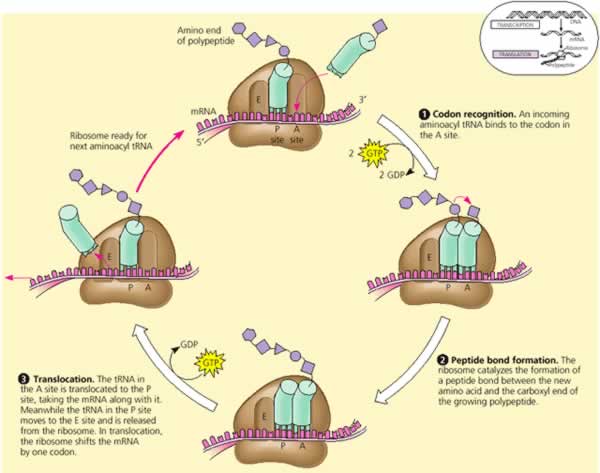 Amino end
of polypeptide
TRANSCRIPTION
DNA
mRNA
Ribosome
TRANSLATION
Polypeptide
E
mRNA
3'
5'
P
site
A
site
1 Codon recognition. An incoming
aminoacyl tRNA binds to the codon in
the A site.
Ribosome ready for
next aminoacyl tRNA
2 GTP
2 GDP
E
P A
E
P A
2 Peptide bond formation. The
ribosome catalyzes the formation of
a peptide bond between the new
amino acid and the carboxyl end of
the growing polypeptide.
GDP
GTP
3 Translocation. The tRNA in
the A site is translocated to the P
site, taking the mRNA along with it.
Meanwhile the tRNA in the P site
moves to the E site and is released
from the ribosome. In translocation,
the ribosome shifts the mRNA
by one codon.
E
P A